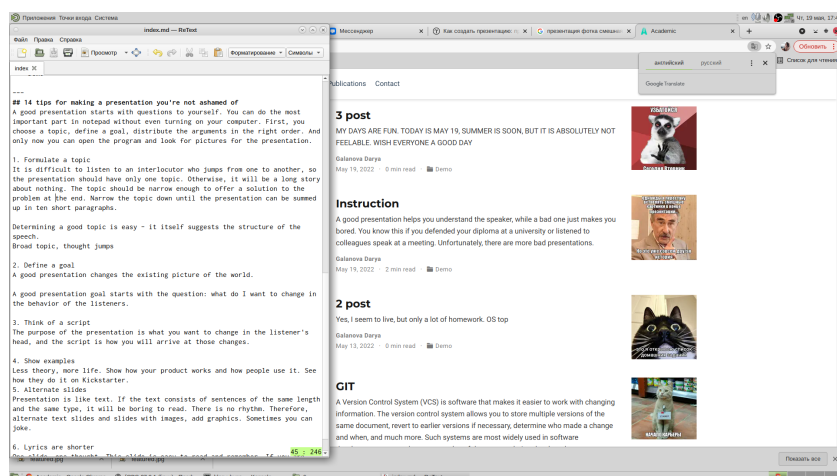 Приложения Точки входа Система
en
Чт, 19 мая, 17:4
index.md — ReText
Файл Правка Справка
Просмотр
Форматирование
Символы
index
---
## 14 tips for making a presentation you're not ashamed of
A good presentation starts with questions to yourself. You can do the most
important part in notepad without even turning on your computer. First, you
choose a topic, define a goal, distribute the arguments in the right order. And
only now you can open the program and look for pictures for the presentation.
1. Formulate a topic
It is difficult to listen to an interlocutor who jumps from one to another, so
the presentation should have only one topic. Otherwise, it will be a long story
about nothing. The topic should be narrow enough to offer a solution to the
problem at the end. Narrow the topic down until the presentation can be summed
up in ten short paragraphs.
Determining a good topic is easy - it itself suggests the structure of the
speech.
Broad topic, thought jumps
2. Define a goal
A good presentation changes the existing picture of the world.
A good presentation goal starts with the question: what do I want to change in
the behavior of the listeners.
3. Think of a script
The purpose of the presentation is what you want to change in the listener's
head, and the script is how you will arrive at those changes.
4. Show examples
Less theory, more life. Show how your product works and how people use it. See
how they do it on Kickstarter.
5. Alternate slides
Presentation is like text. If the text consists of sentences of the same length
and the same type, it will be boring to read. There is no rhythm. Therefore,
alternate text slides and slides with images, add graphics. Sometimes you can
joke.
6. Lyrics are shorter
45 : 246
Мессенджер
Как создать презентацию: п
презентации фотка смешны
Academic
Обновить
Список для чтения
английский русский
Google Translate
Publications Contact
3 post
MY DAYS ARE FUN. TODAY IS MAY 19, SUMMER IS SOON, BUT IT IS ABSOLUTELY NOT
FEELABLE. WISH EVERYONE A GOOD DAY
Galanova Darya
May 19, 2022 · 0 min read · Demo
Instruction
A good presentation helps you understand the speaker, while a bad one just makes you
bored. You know this if you defended your diploma at a university or listened to
colleagues speak at a meeting. Unfortunately, there are more bad presentations.
Galanova Darya
May 19, 2022 · 2 min read · Demo
2 post
Yes, I seem to live, but only a lot of homework. OS top
Galanova Darya
May 13, 2022 · 0 min read · Demo
GIT
A Version Control System (VCS) is software that makes it easier to work with changing
information. The version control system allows you to store multiple versions of the
same document, revert to earlier versions if necessary, determine who made a change
and when, and much more. Such systems are most widely used in software
НАЧАЛО КАРЬЕРЫ
featured.jpg
featured.jpg
Показать все